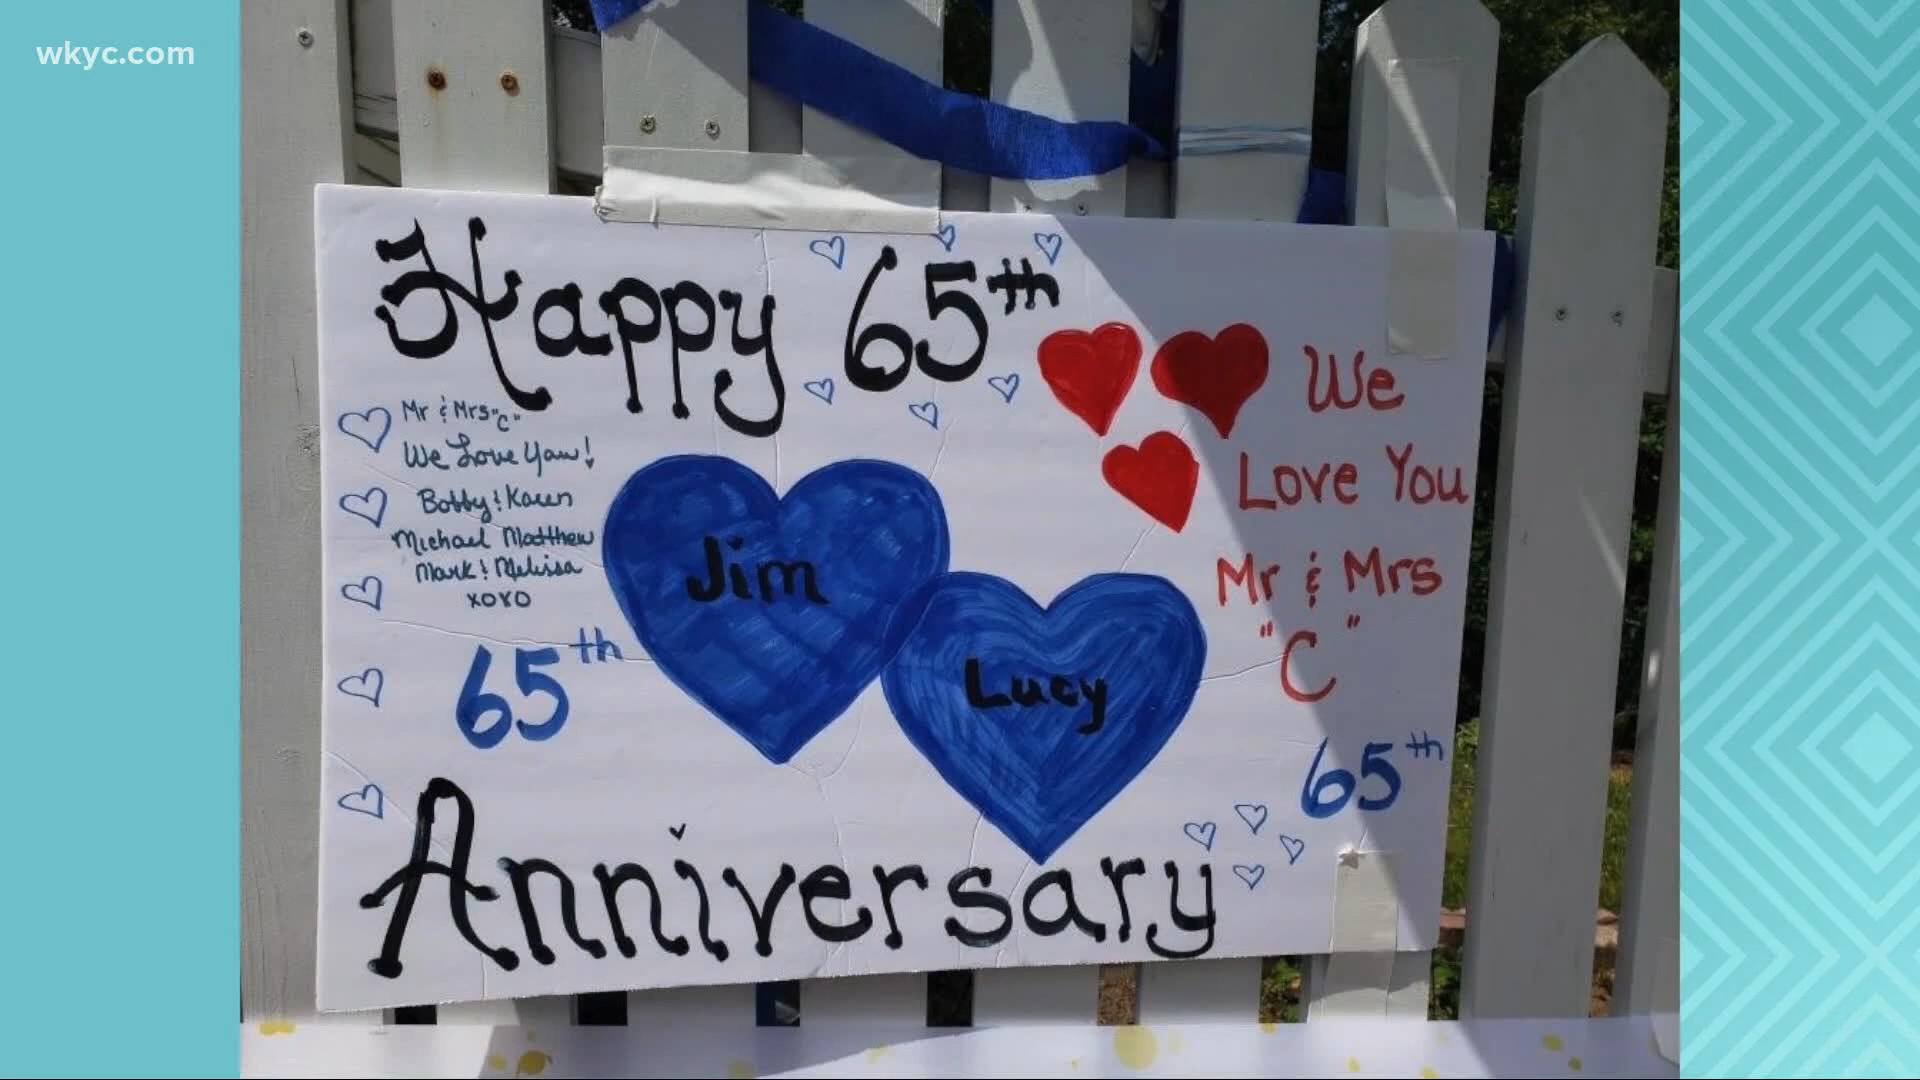 wkyc.com
Happy 65th
Mr & Mrs "C"
We Love Yaw!
Bobby & Karen
Michael Matthew
Mark & Melissa
xoxo
65th
Jim
Lucy
We
Love You
Mr & Mrs
"C"
65th
Anniversary